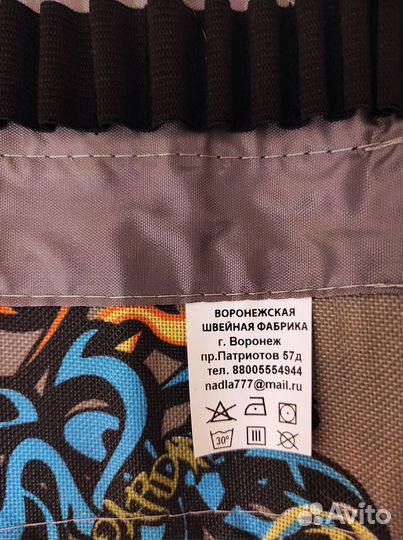 ВОРОНЕЖСКАЯ
ШВЕЙНАЯ ФАБРИКА
г. Воронеж
пр.Патриотов 57д
тел. 88005554944
nadla777@mail.ru
30°
Avito